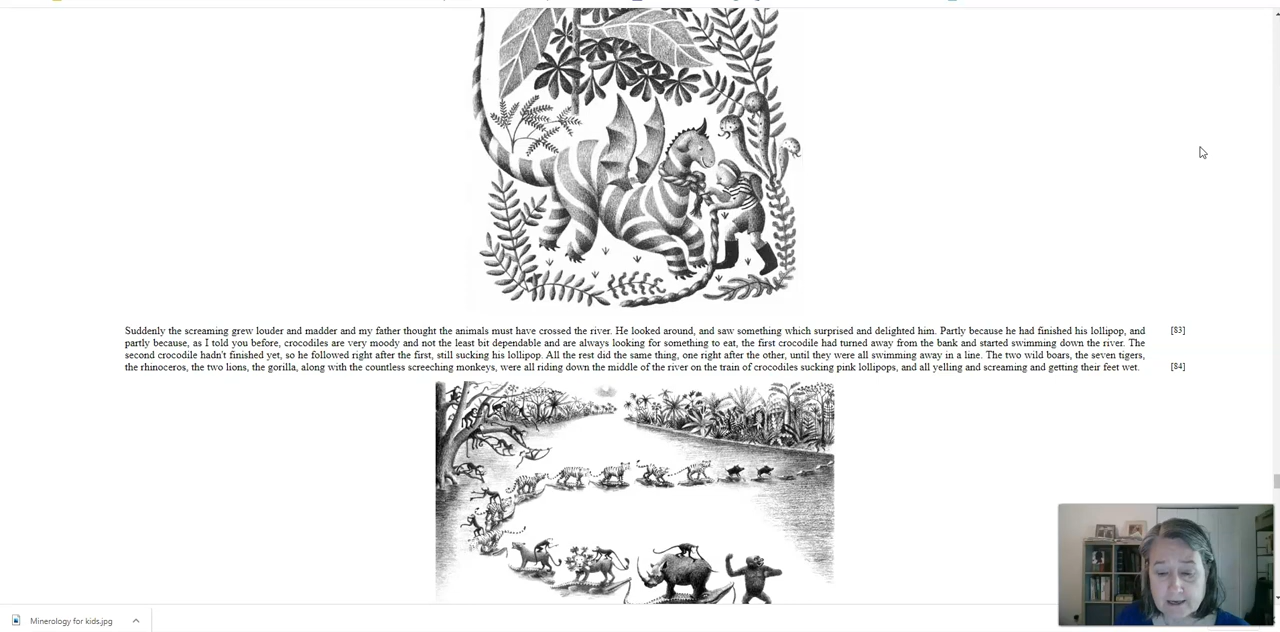 Suddenly the screaming grew louder and madder and my father thought the animals must have crossed the river. He looked around, and saw something which surprised and delighted him. Partly because he had finished his lollipop, and [83]
partly because, as I told you before, crocodiles are very moody and not the least bit dependable and are always looking for something to eat, the first crocodile had turned away from the bank and started swimming down the river. The
second crocodile hadn't finished yet, so he followed right after the first, still sucking his lollipop. All the rest did the same thing, one right after the other, until they were all swimming away in a line. The two wild boars, the seven tigers,
the rhinoceros, the two lions, the gorilla, along with the countless screeching monkeys, were all riding down the middle of the river on the train of crocodiles sucking pink lollipops, and all yelling and screaming and getting their feet wet. [84]
Minerology for kids.jpg